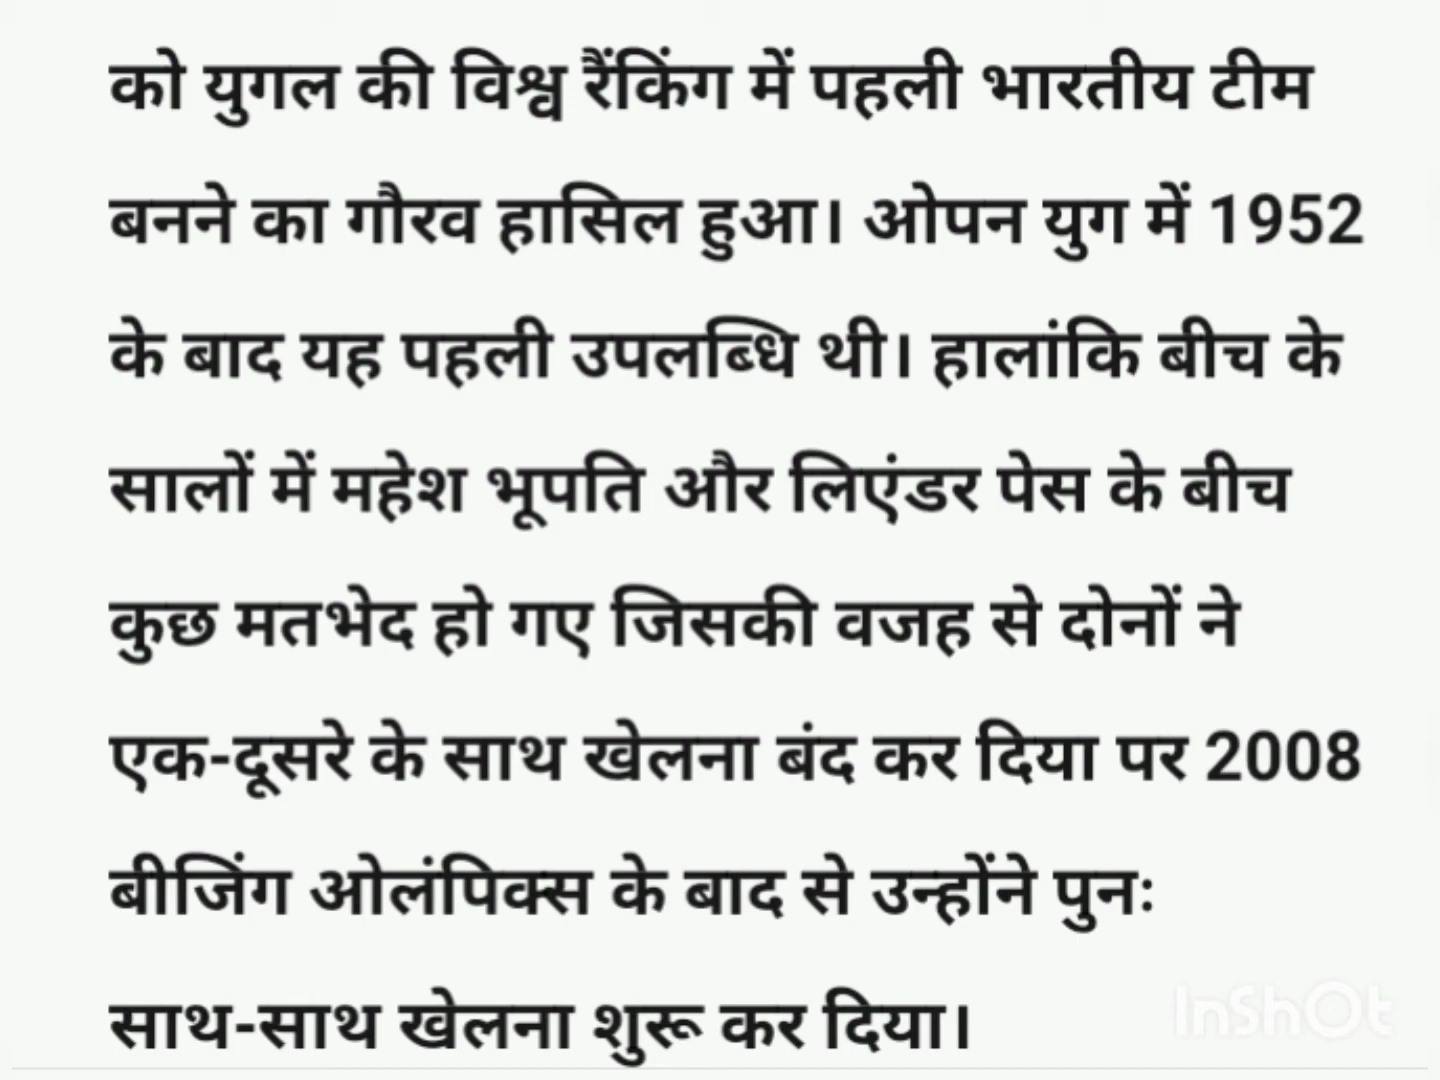 को युगल की विश्व रैंकिंग में पहली भारतीय टीम
बनने का गौरव हासिल हुआ। ओपन युग में 1952
के बाद यह पहली उपलब्धि थी। हालांकि बीच के
सालों में महेश भूपति और लिएंडर पेस के बीच
कुछ मतभेद हो गए जिसकी वजह से दोनों ने
एक-दूसरे के साथ खेलना बंद कर दिया पर 2008
बीजिंग ओलंपिक्स के बाद से उन्होंने पुनः
साथ-साथ खेलना शुरू कर दिया।
InShOt